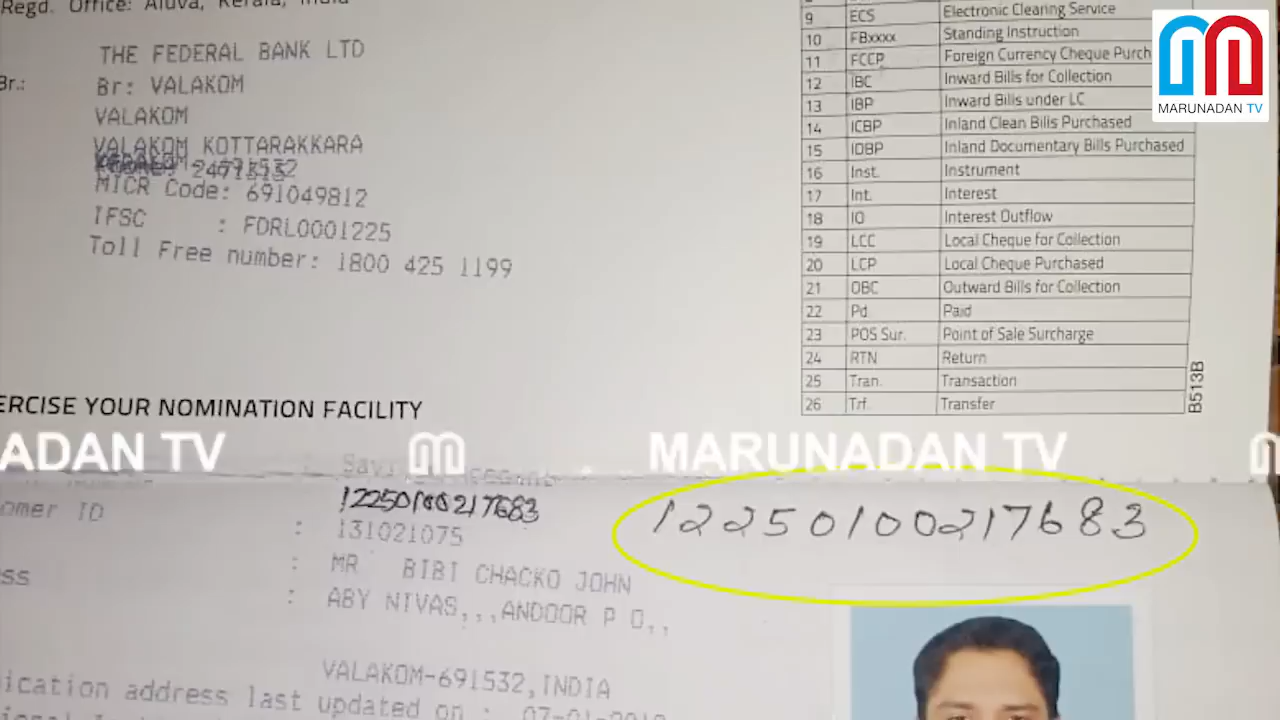 Regd. Office: Aluva, Kerala, India
THE FEDERAL BANK LTD
Br.:
Br: VALAKOM
VALAKOM
VALAKOM KOTTARAKKARA
MICR Code: 691049812
IFSC : FDRL0001225
Toll Free number: 1800 425 1199
9 ECS Electronic Clearing Service
10 FBxxxx Standing Instruction
11 FCCP Foreign Currency Cheque Purch
12 IBC Inward Bills for Collection
13 IBP Inward Bills under LC
14 ICBP Inland Clean Bills Purchased
15 IDBP Inland Documentary Bills Purchased
16 Inst. Instrument
17 Int. Interest
18 IO Interest Outflow
19 LCC Local Cheque for Collection
20 LCP Local Cheque Purchased
21 OBC Outward Bills for Collection
22 Pd. Paid
23 POS Sur. Point of Sale Surcharge
24 RTN Return
25 Tran. Transaction
26 Trf. Transfer
B513B
MARUNADAN TV
ERCISE YOUR NOMINATION FACILITY
ADAN TV MARUNADAN TV
12250100217683
12250100217683
omer ID : 131021075
: MR BIBI CHACKO JOHN
ss : ABY NIVAS,,,ANDOOR P O,,
VALAKOM-691532,INDIA
ication address last updated on :